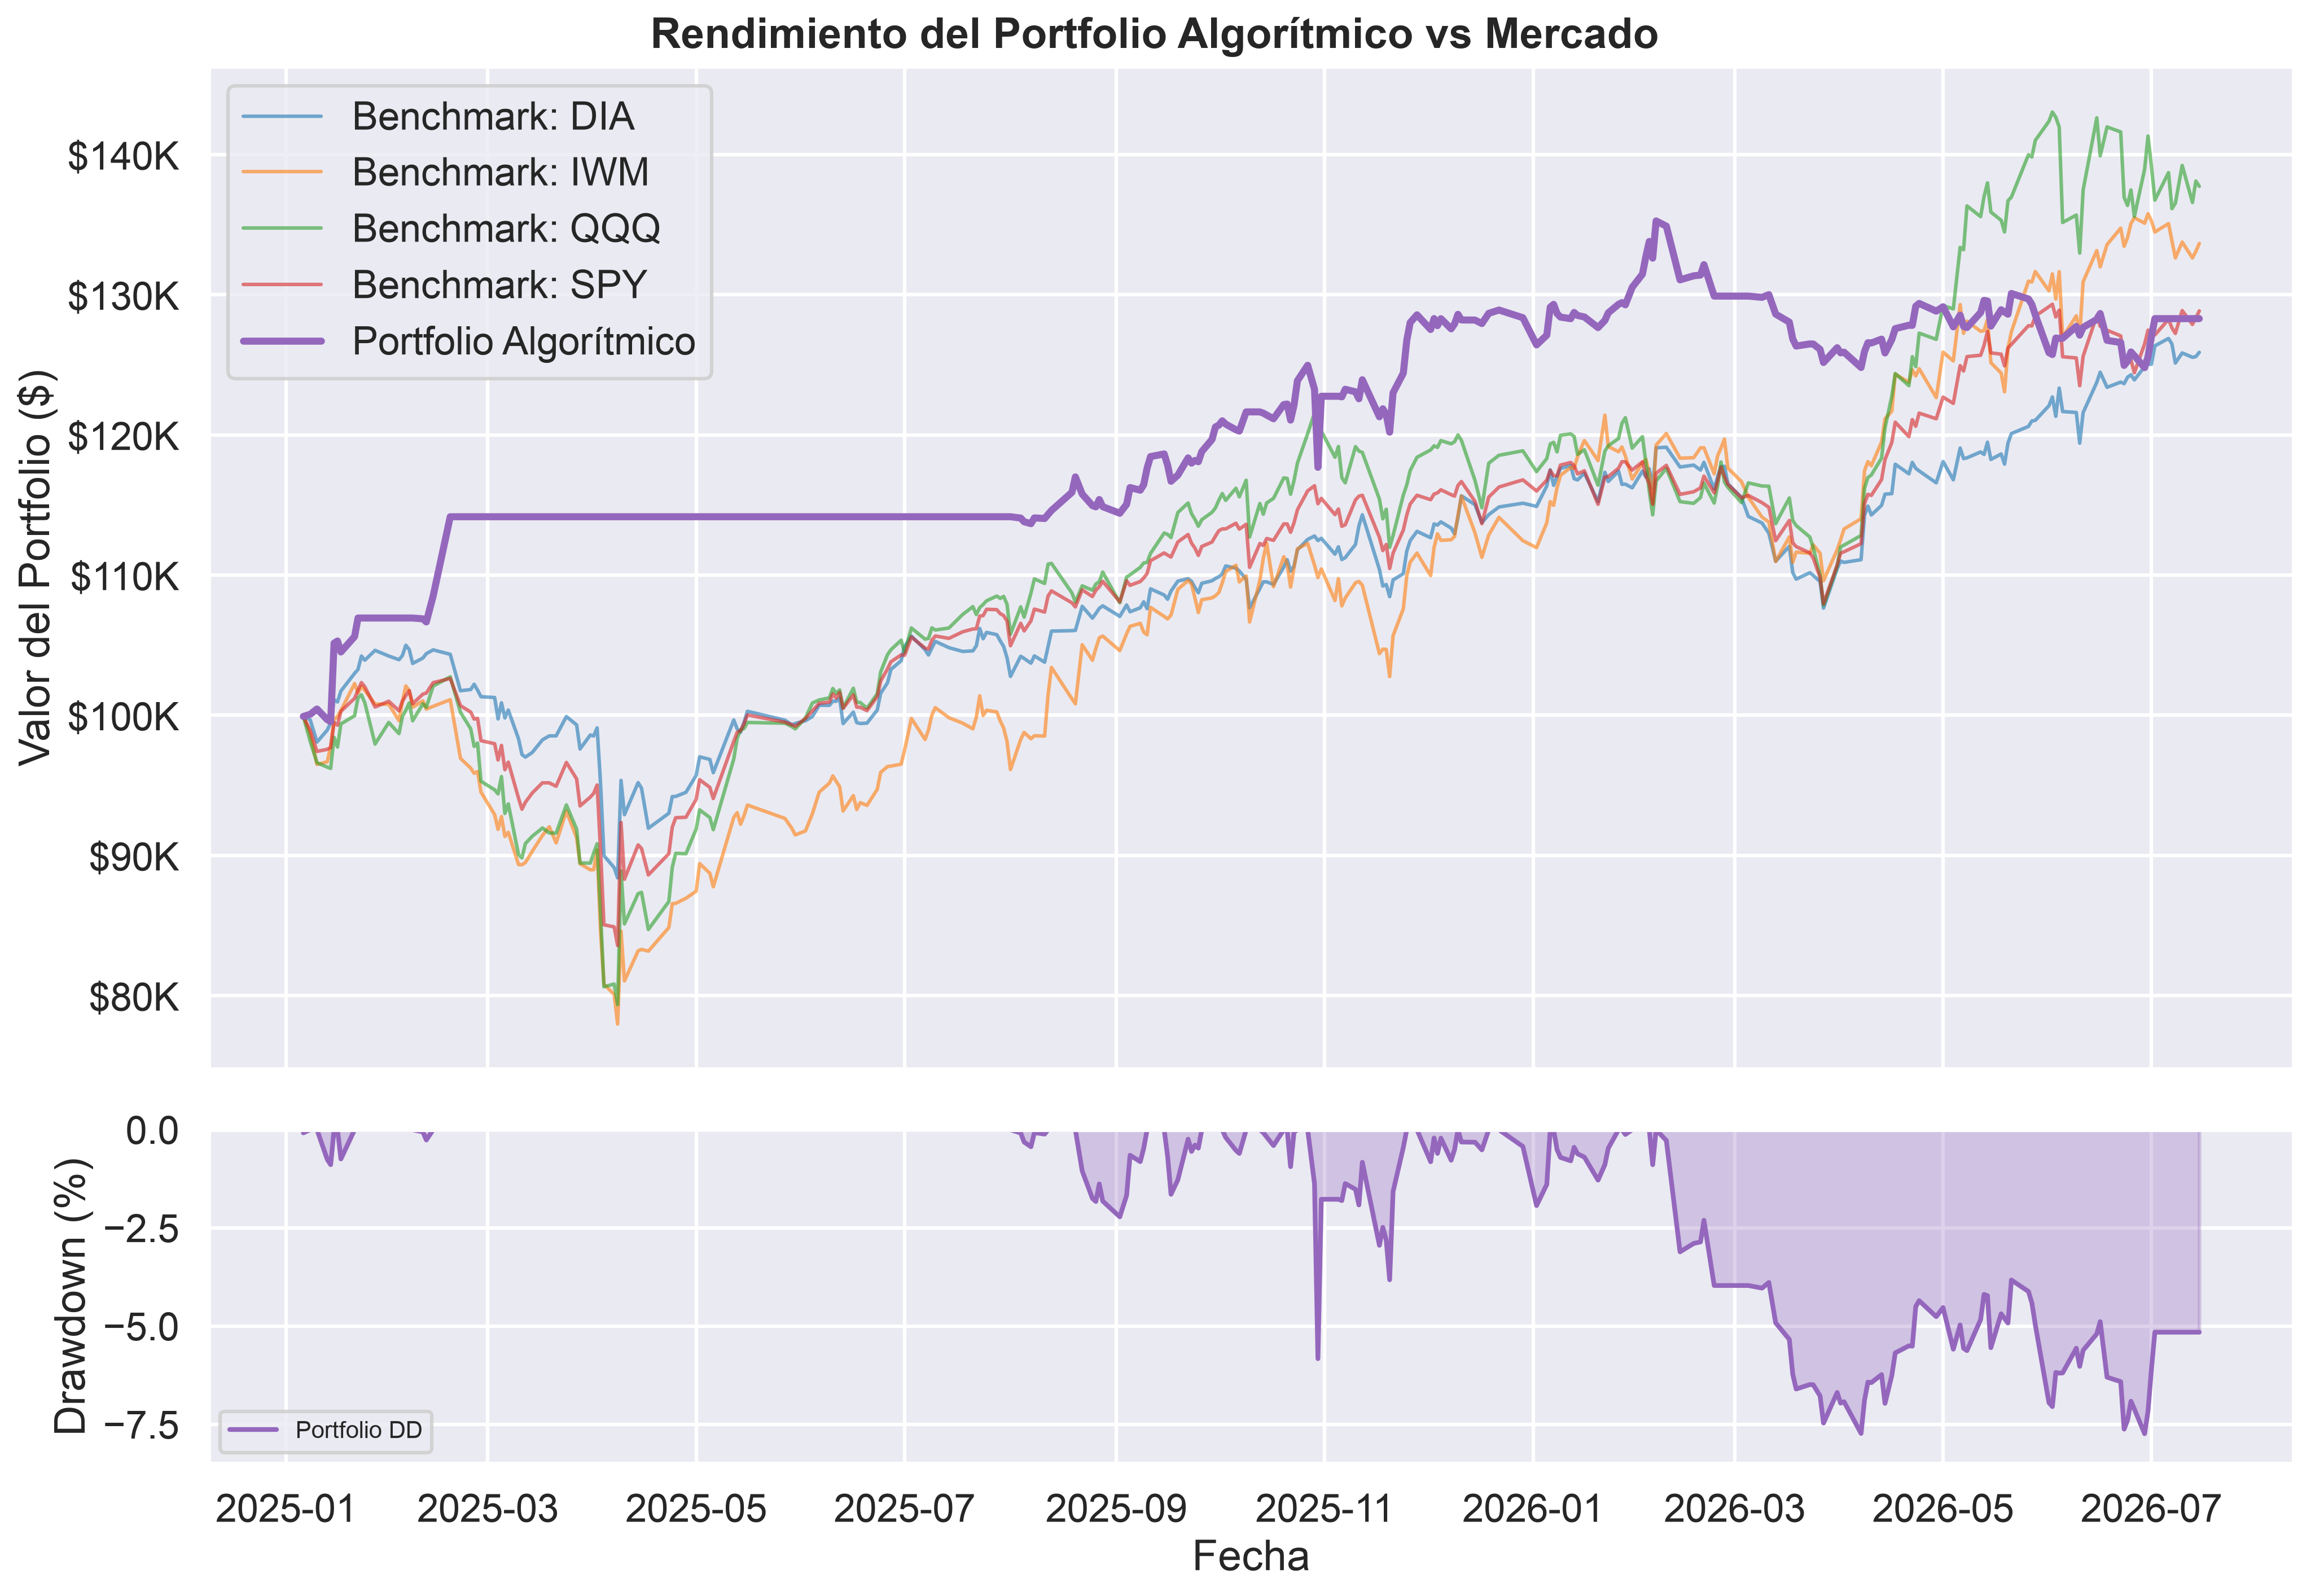 Rendimiento del Portfolio Algorítmico vs Mercado
Benchmark: DIA
Benchmark: IWM
Benchmark: QQQ
Benchmark: SPY
Portfolio Algorítmico
Valor del Portfolio ($)
$140K
$130K
$120K
$110K
$100K
$90K
$80K
Drawdown (%)
0.0
−2.5
−5.0
−7.5
Portfolio DD
2025-01
2025-03
2025-05
2025-07
2025-09
2025-11
2026-01
2026-03
2026-05
2026-07
Fecha